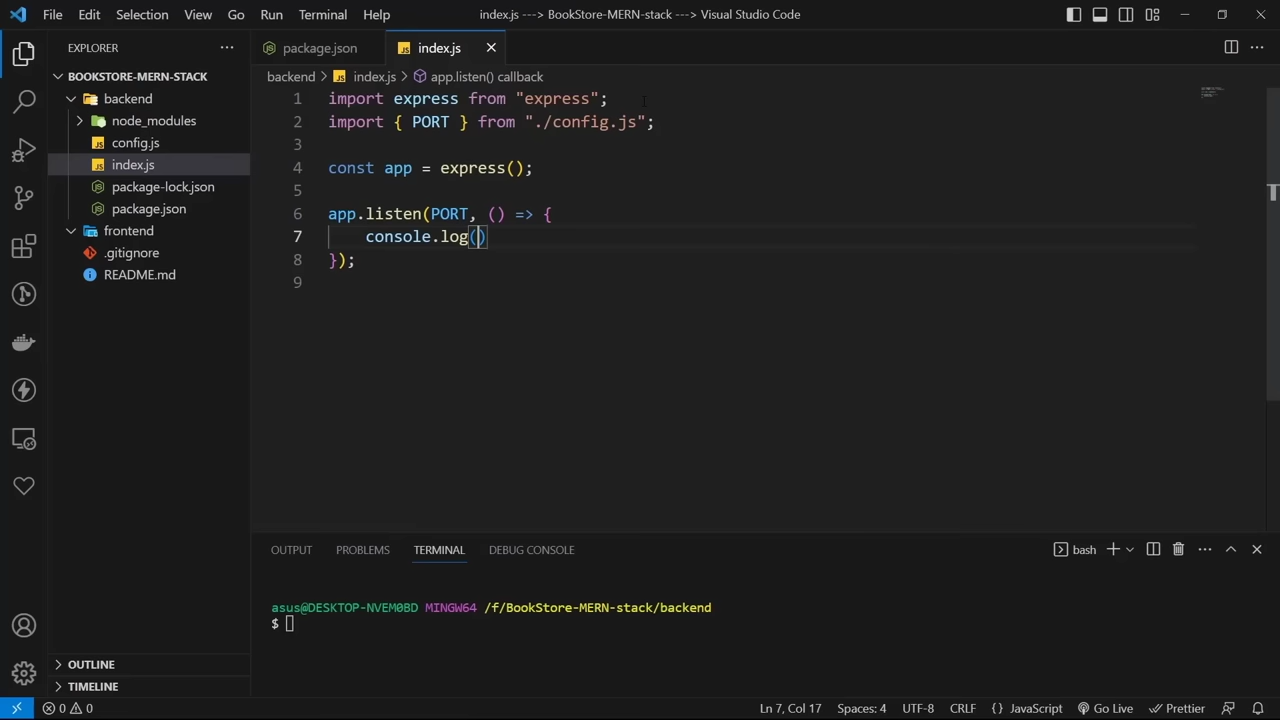 File Edit Selection View Go Run Terminal Help index.js ---> BookStore-MERN-stack ---> Visual Studio Code
EXPLORER
BOOKSTORE-MERN-STACK
backend
node_modules
config.js
index.js
package-lock.json
package.json
frontend
.gitignore
README.md
OUTLINE
TIMELINE
package.json index.js
backend > index.js > app.listen() callback
1 import express from "express";
2 import { PORT } from "./config.js";
3
4 const app = express();
5
6 app.listen(PORT, () => {
7 console.log()
8 });
9
OUTPUT PROBLEMS TERMINAL DEBUG CONSOLE bash
asus@DESKTOP-NVEM0BD MINGW64 /f/BookStore-MERN-stack/backend
$
0 0 Ln 7, Col 17 Spaces: 4 UTF-8 CRLF {} JavaScript Go Live Prettier